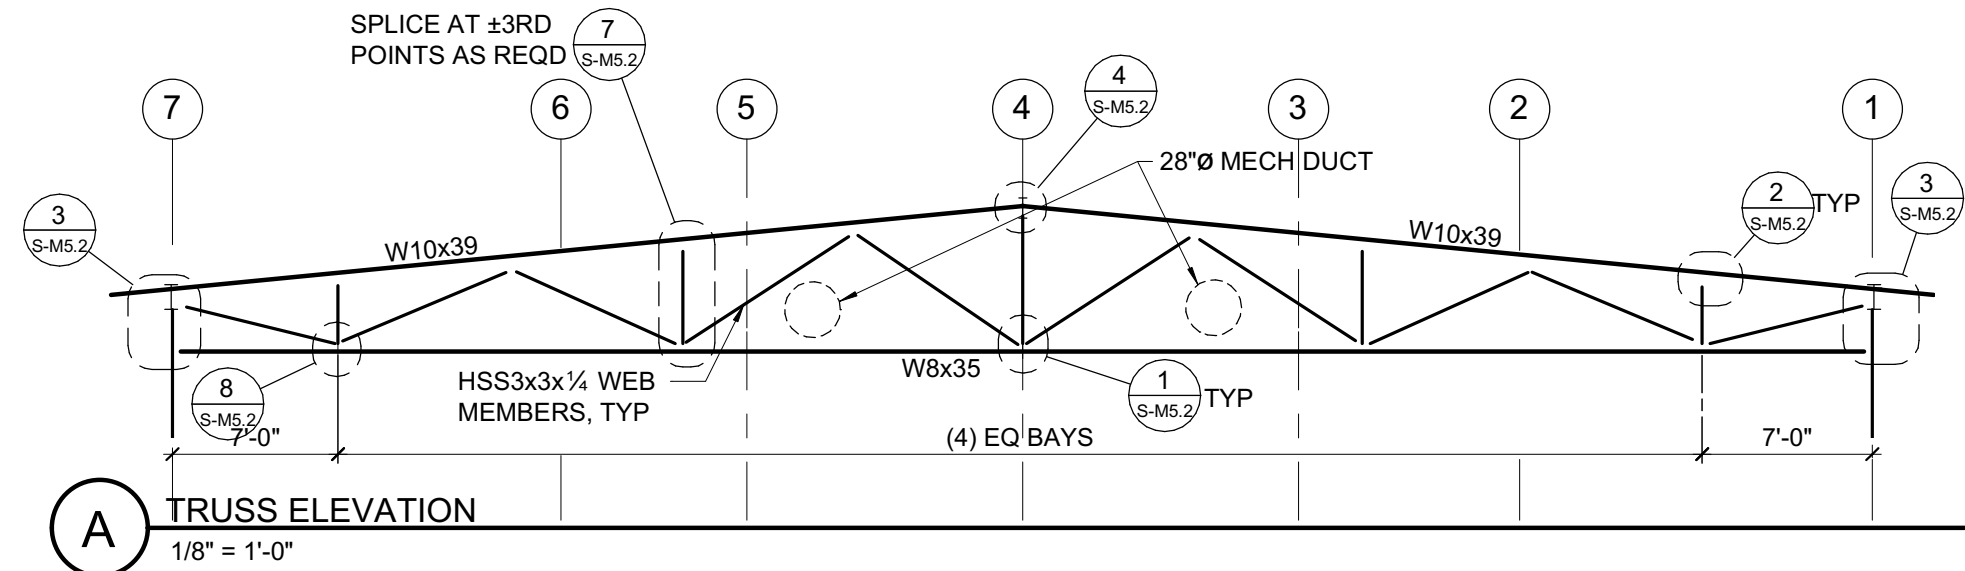 SPLICE AT ±3RD
POINTS AS REQD
7
S-M5.2
4
S-M5.2
7
6
5
4
3
2
1
28"Ø MECH DUCT
3
S-M5.2
2
S-M5.2
TYP
3
S-M5.2
W10x39
W10x39
HSS3x3x¼ WEB
MEMBERS, TYP
W8x35
8
S-M5.2
1
S-M5.2
TYP
7'-0"
(4) EQ BAYS
7'-0"
A
TRUSS ELEVATION
1/8" = 1'-0"